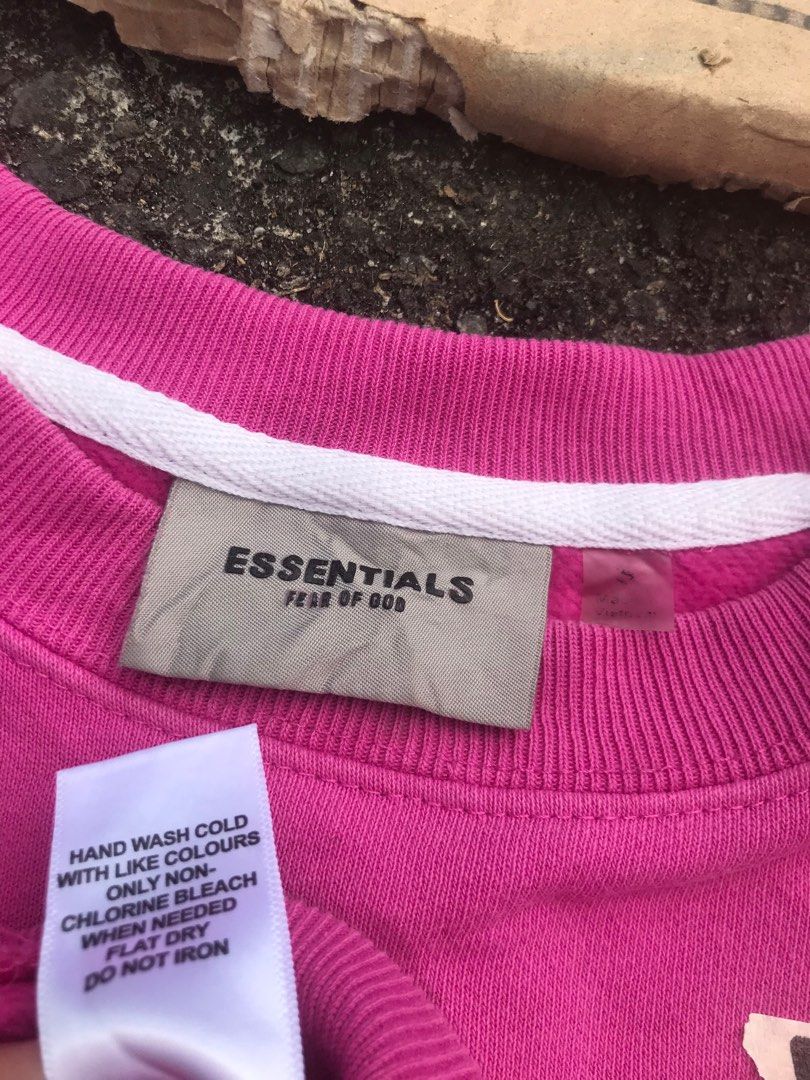 ESSENTIALS
FEAR OF GOD
S
HAND WASH COLD
WITH LIKE COLOURS
ONLY NON-
CHLORINE BLEACH
WHEN NEEDED
FLAT DRY
DO NOT IRON